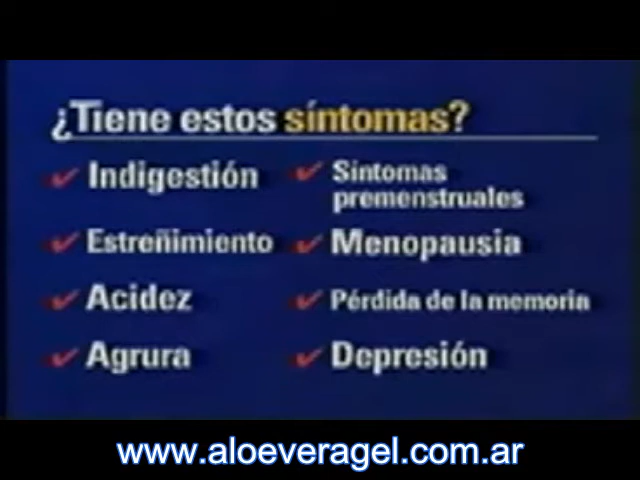 ¿Tiene estos síntomas?
✓ Indigestión
✓ Estreñimiento
✓ Acidez
✓ Agrura
✓ Síntomas
premenstruales
✓ Menopausia
✓ Pérdida de la memoria
✓ Depresión
www.aloeveragel.com.ar